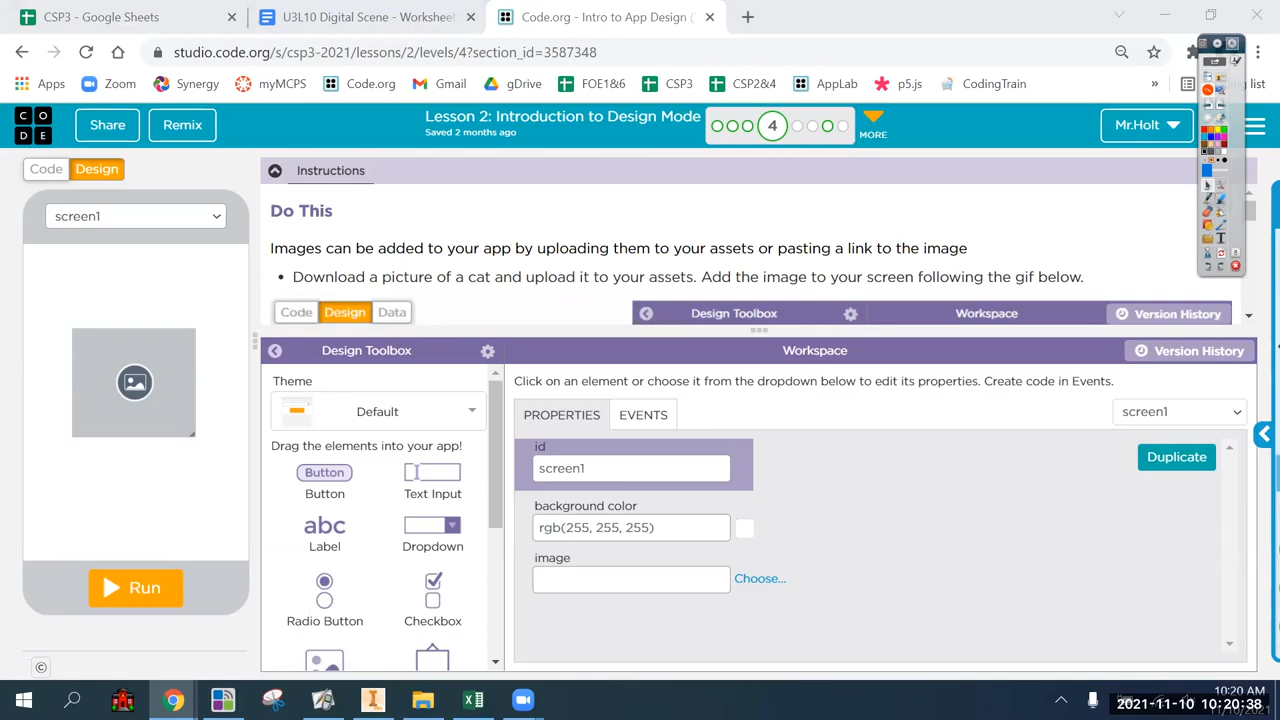 CSP3 - Google Sheets
U3L10 Digital Scene - Worksheet
Code.org - Intro to App Design (
studio.code.org/s/csp3-2021/lessons/2/levels/4?section_id=3587348
Apps
Zoom
Synergy
myMCPS
Code.org
Gmail
gDrive
FOE1&6
CSP3
CSP2&4
AppLab
p5.js
CodingTrain
»
C O
D E
Share
Remix
Lesson 2: Introduction to Design Mode
Saved 2 months ago
4
MORE
Mr.Holt
Code
Design
Instructions
screen1
Do This
Images can be added to your app by uploading them to your assets or pasting a link to the image
• Download a picture of a cat and upload it to your assets. Add the image to your screen following the gif below.
Code
Design
Data
Design Toolbox
Workspace
Version History
Design Toolbox
Workspace
Version History
Theme
Default
Drag the elements into your app!
Button
Button
Text Input
abc
Label
Dropdown
Radio Button
Checkbox
Click on an element or choose it from the dropdown below to edit its properties. Create code in Events.
PROPERTIES
EVENTS
screen1
id
screen1
Duplicate
background color
rgb(255, 255, 255)
image
Choose...
Run
©
10:20 AM
2021-11-10 10:20:38